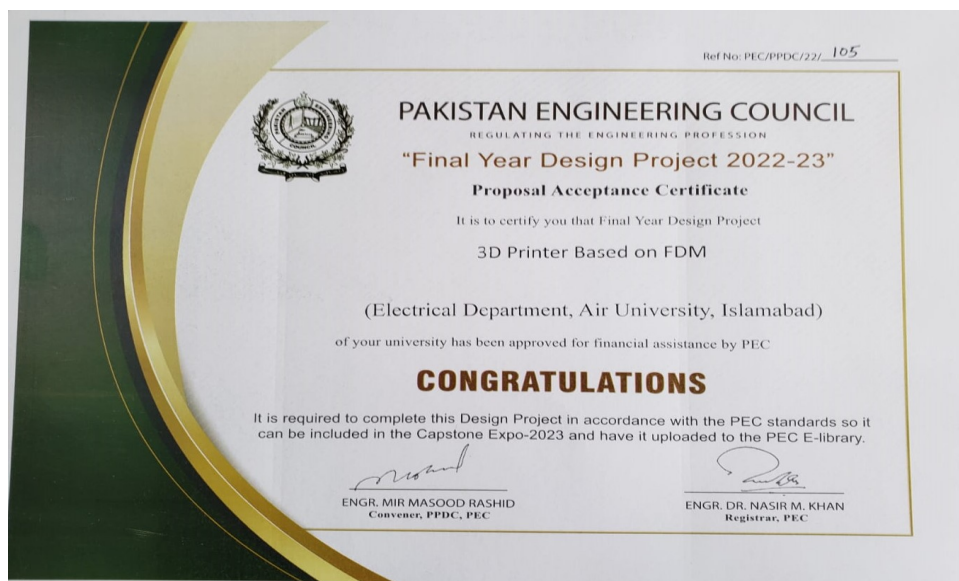 Ref No: PEC/PPDC/22/ 105
PAKISTAN ENGINEERING COUNCIL
REGULATING THE ENGINEERING PROFESSION
“Final Year Design Project 2022-23”
Proposal Acceptance Certificate
It is to certify you that Final Year Design Project
3D Printer Based on FDM
(Electrical Department, Air University, Islamabad)
of your university has been approved for financial assistance by PEC
CONGRATULATIONS
It is required to complete this Design Project in accordance with the PEC standards so it
can be included in the Capstone Expo-2023 and have it uploaded to the PEC E-library.
ENGR. MIR MASOOD RASHID
Convener, PPDC, PEC
ENGR. DR. NASIR M. KHAN
Registrar, PEC